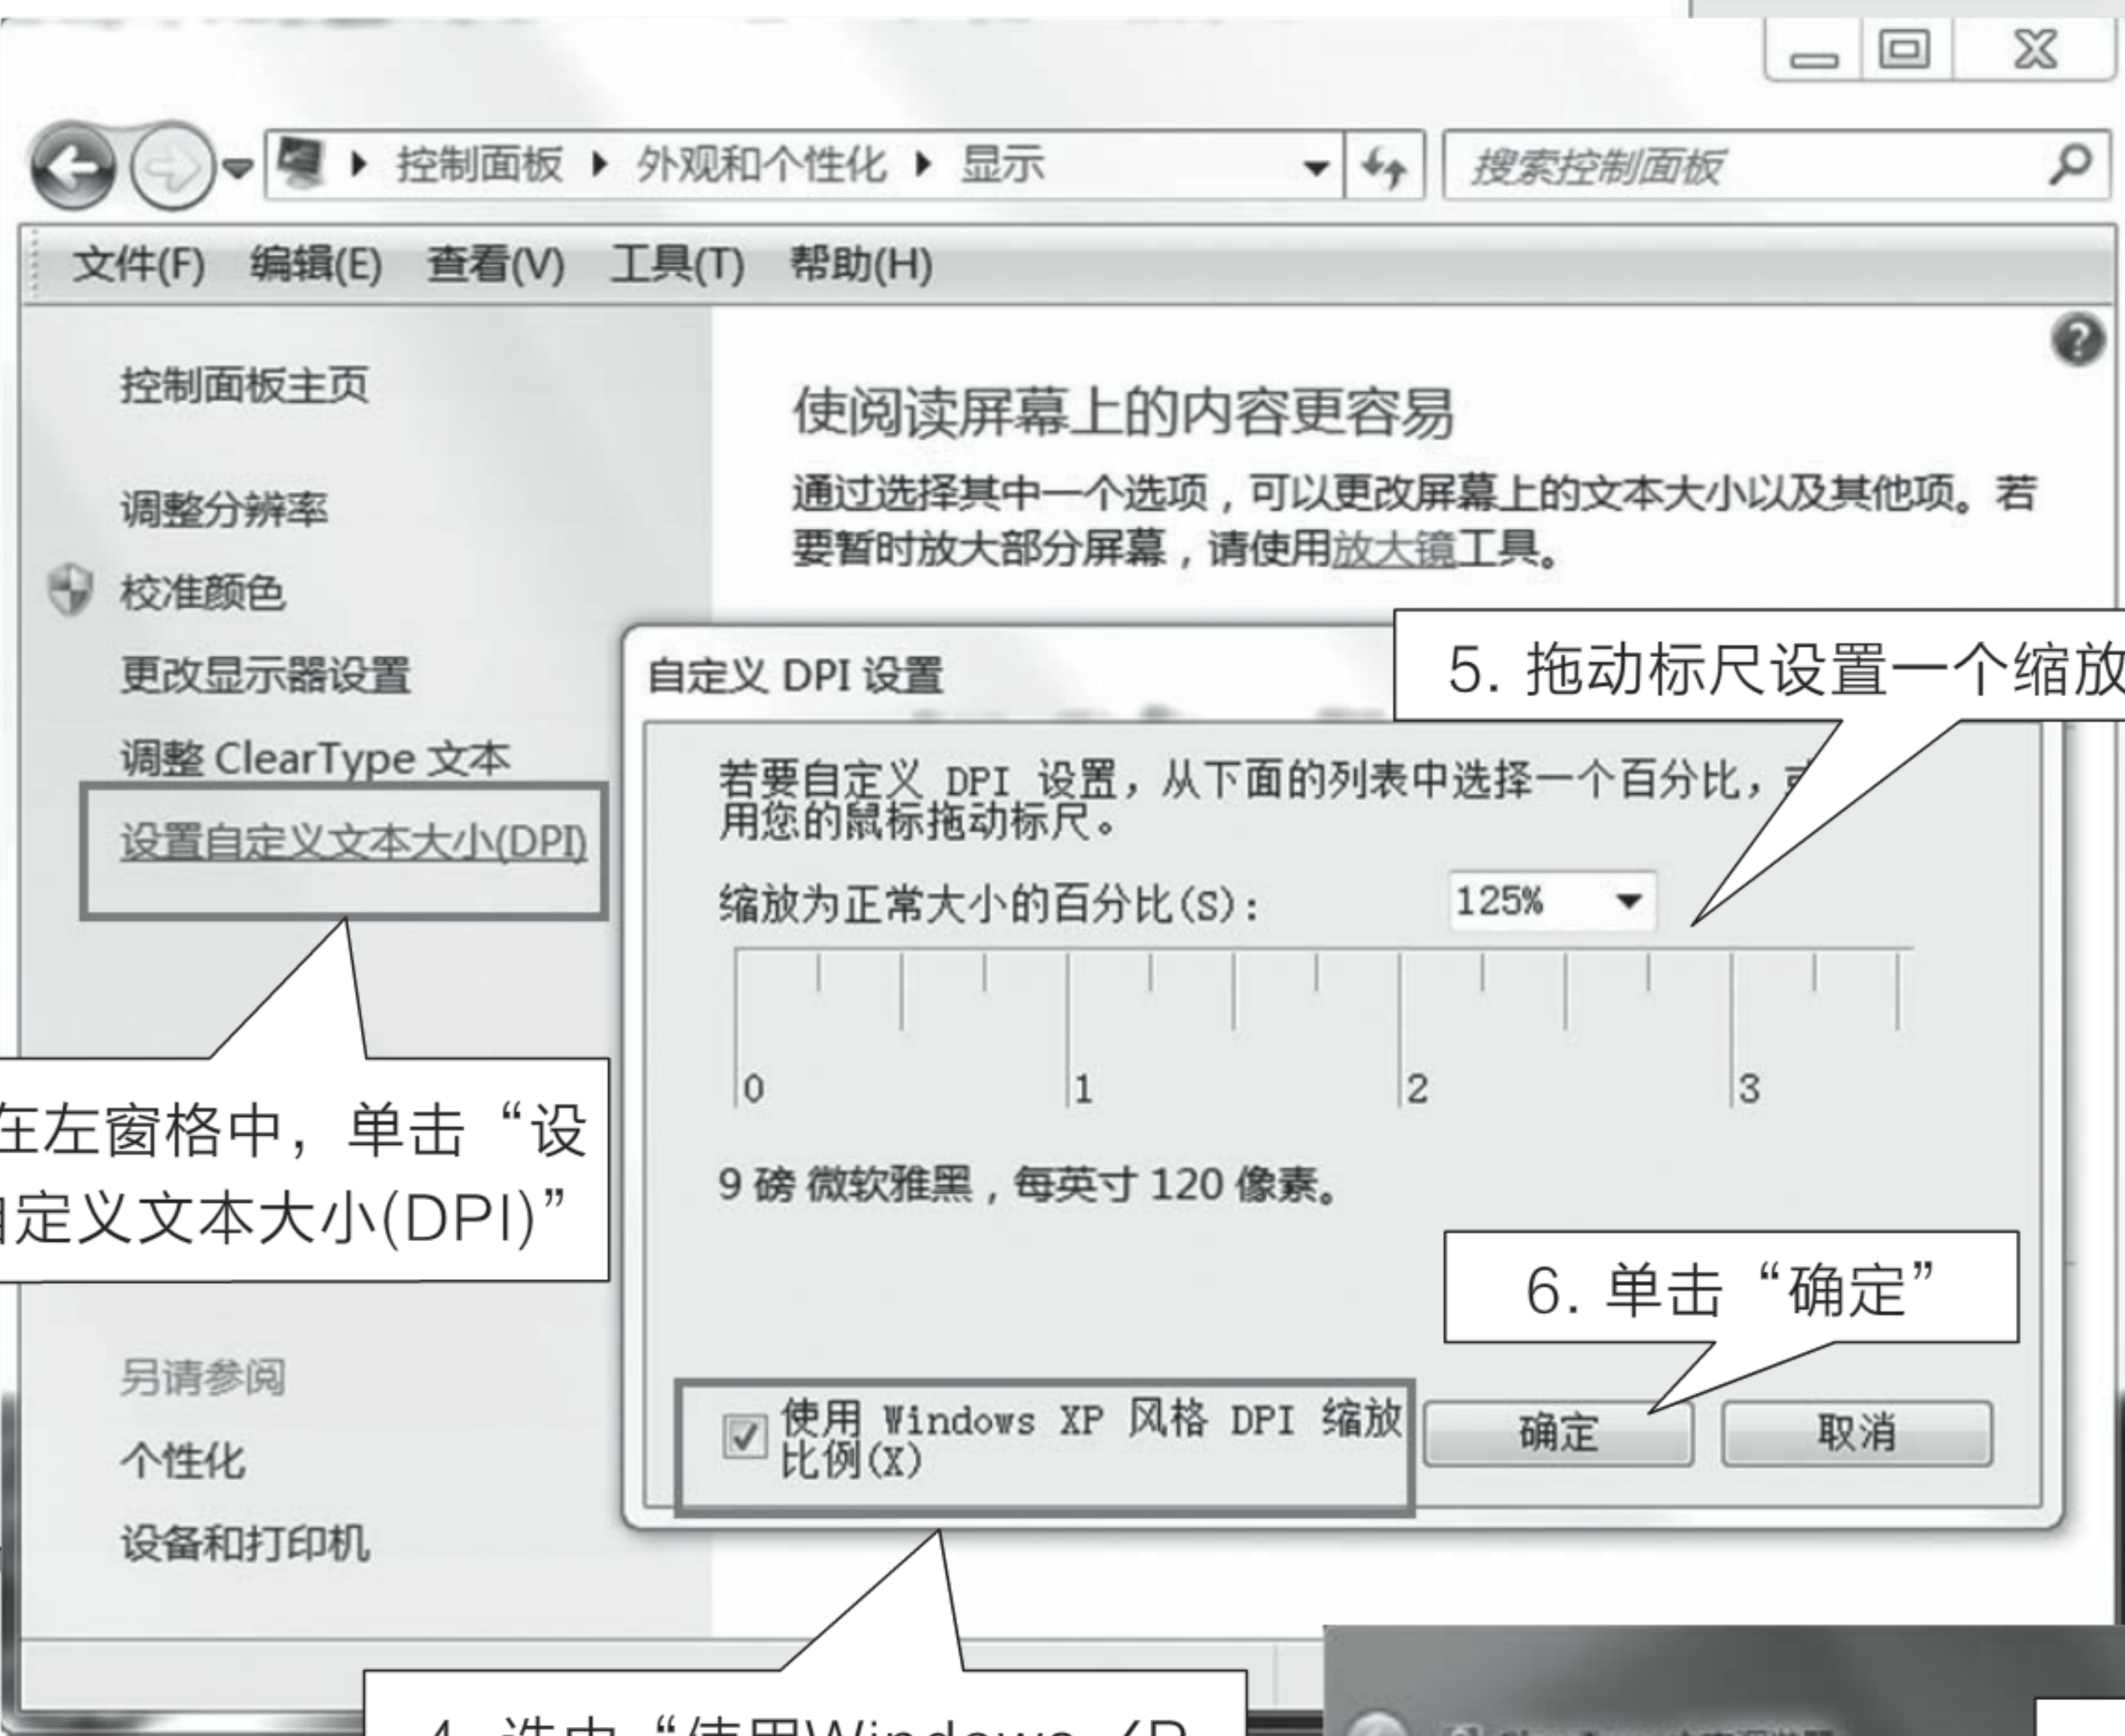 控制面板 外观和个性化 显示
搜索控制面板
文件(F) 编辑(E) 查看(V) 工具(T) 帮助(H)
控制面板主页
调整分辨率
校准颜色
更改显示器设置
调整 ClearType 文本
设置自定义文本大小(DPI)
在左窗格中，单击“设
自定义文本大小(DPI)”
另请参阅
个性化
设备和打印机
使阅读屏幕上的内容更容易
通过选择其中一个选项，可以更改屏幕上的文本大小以及其他项。若
要暂时放大部分屏幕，请使用放大镜工具。
5. 拖动标尺设置一个缩放
自定义 DPI 设置
若要自定义 DPI 设置，从下面的列表中选择一个百分比，
用您的鼠标拖动标尺。
缩放为正常大小的百分比(S)： 125%
0 1 2 3
9 磅 微软雅黑，每英寸 120 像素。
6. 单击“确定”
使用 Windows XP 风格 DPI 缩放
比例(X)
确定 取消
4. 选中“使用Windows XP